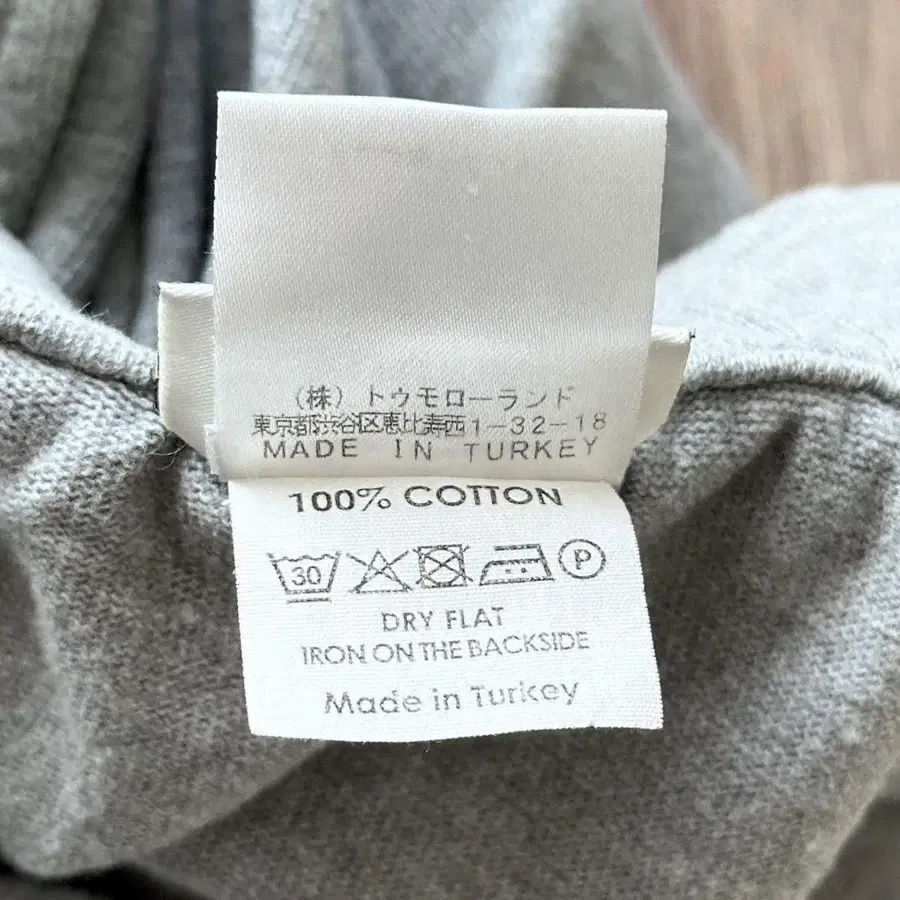 (株) トゥモローランド
東京都渋谷区恵比寿西1-32-18
MADE IN TURKEY
100% COTTON
30 P
DRY FLAT
IRON ON THE BACKSIDE
Made in Turkey